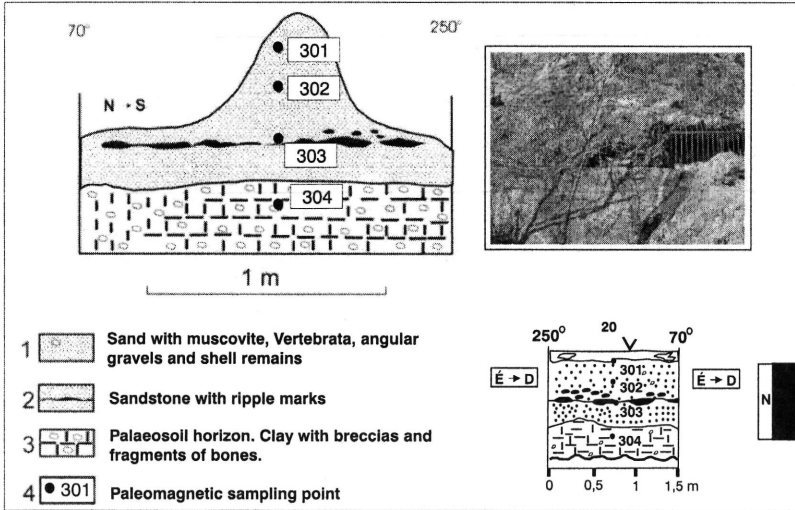 70°
250°
301
302
N → S
303
304
1 m
1 Sand with muscovite, Vertebrata, angular
gravels and shell remains
2 Sandstone with ripple marks
3 Palaeosoil horizon. Clay with breccias and
fragments of bones.
4 301 Paleomagnetic sampling point
250° 20 70°
É → D
301
302
303
304
É → D
N
0 0,5 1 1,5 m